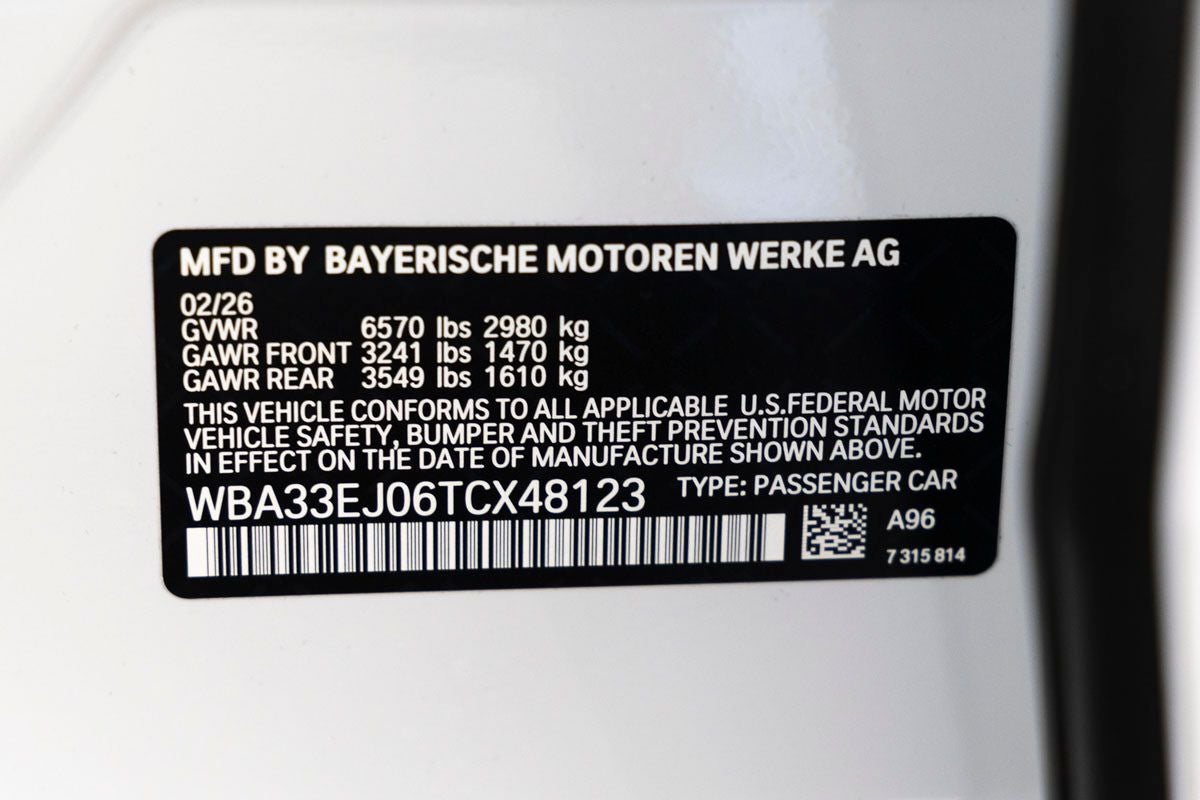 MFD BY BAYERISCHE MOTOREN WERKE AG
02/26
GVWR 6570 lbs 2980 kg
GAWR FRONT 3241 lbs 1470 kg
GAWR REAR 3549 lbs 1610 kg
THIS VEHICLE CONFORMS TO ALL APPLICABLE U.S.FEDERAL MOTOR
VEHICLE SAFETY, BUMPER AND THEFT PREVENTION STANDARDS
IN EFFECT ON THE DATE OF MANUFACTURE SHOWN ABOVE.
WBA33EJ06TCX48123 TYPE: PASSENGER CAR
A96
7 315 814